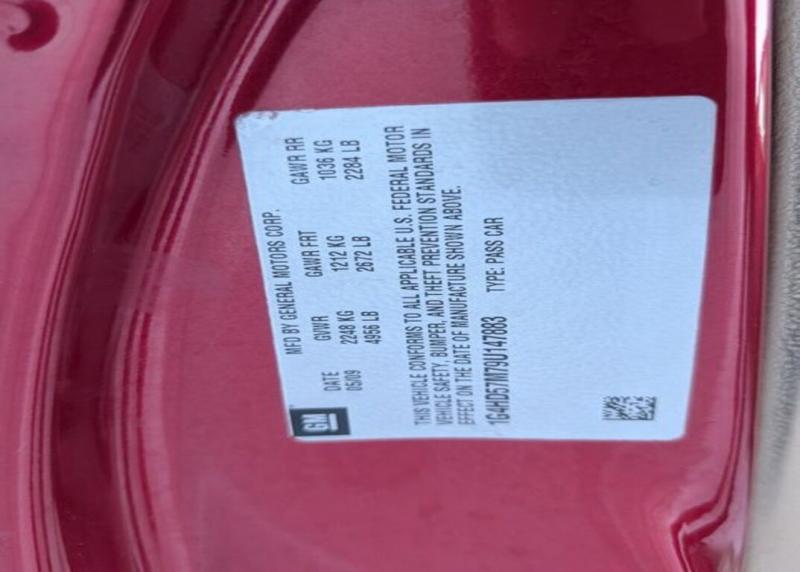 GM
MFD BY GENERAL MOTORS CORP.
DATE GVWR GAWR FRT GAWR RR
05/09 2248 KG 1212 KG 1036 KG
4956 LB 2672 LB 2284 LB
THIS VEHICLE CONFORMS TO ALL APPLICABLE U.S. FEDERAL MOTOR
VEHICLE SAFETY, BUMPER, AND THEFT PREVENTION STANDARDS IN
EFFECT ON THE DATE OF MANUFACTURE SHOWN ABOVE.
1G4HD57M79U147883 TYPE: PASS CAR